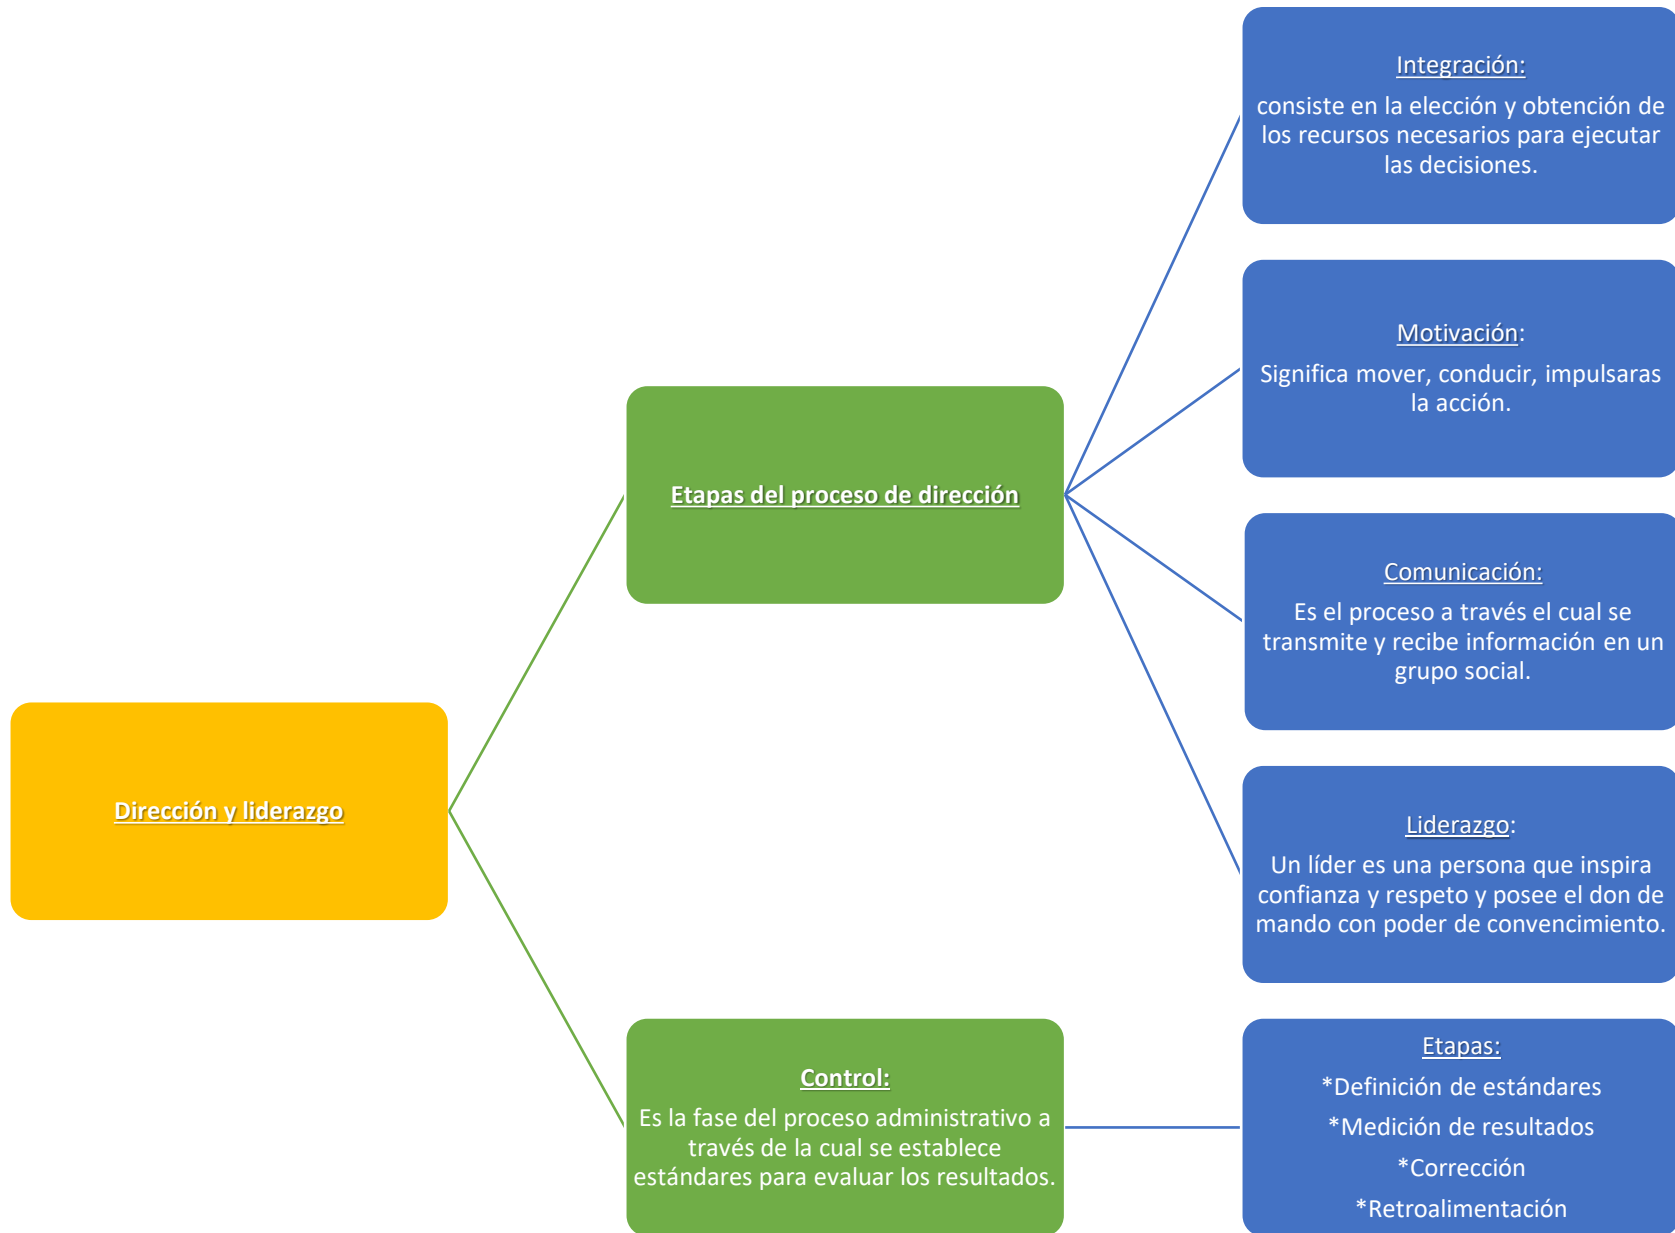 Dirección y liderazgo
Etapas del proceso de dirección
Integración:
consiste en la elección y obtención de
los recursos necesarios para ejecutar
las decisiones.
Motivación:
Significa mover, conducir, impulsaras
la acción.
Comunicación:
Es el proceso a través el cual se
transmite y recibe información en un
grupo social.
Liderazgo:
Un líder es una persona que inspira
confianza y respeto y posee el don de
mando con poder de convencimiento.
Control:
Es la fase del proceso administrativo a
través de la cual se establece
estándares para evaluar los resultados.
Etapas:
*Definición de estándares
*Medición de resultados
*Corrección
*Retroalimentación